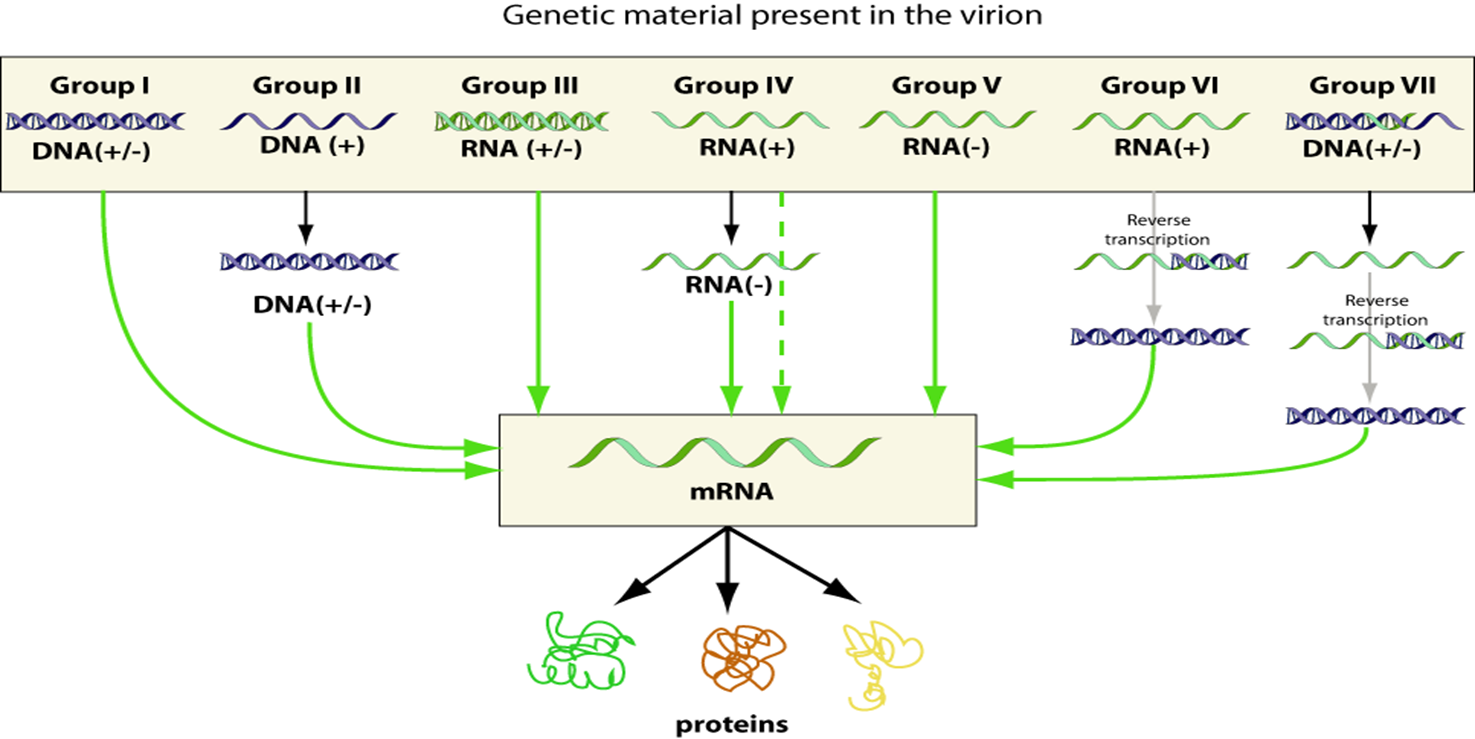 Genetic material present in the virion
Group I
DNA(+/-)
Group II
DNA (+)
Group III
RNA (+/-)
Group IV
RNA(+)
Group V
RNA(-)
Group VI
RNA(+)
Group VII
DNA(+/-)
DNA(+/-)
RNA(-)
Reverse
transcription
Reverse
transcription
mRNA
proteins